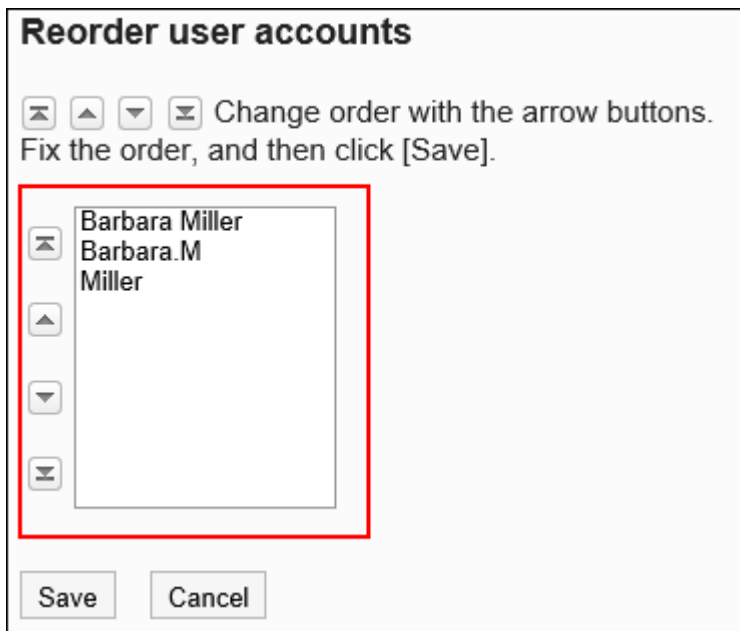 Reorder user accounts
Change order with the arrow buttons.
Fix the order, and then click [Save].
Barbara Miller
Barbara.M
Miller
Save Cancel